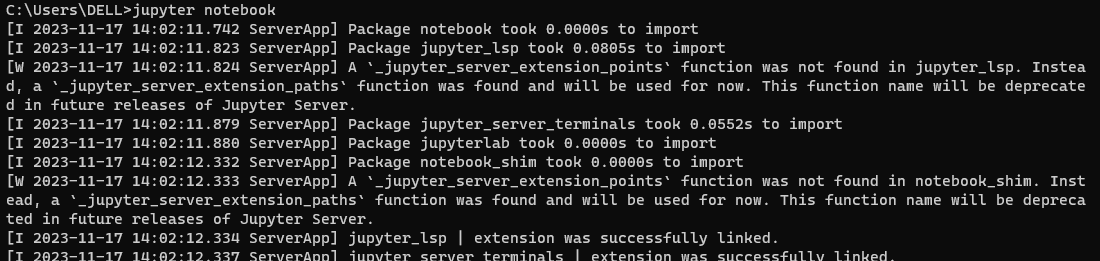 C:\Users\DELL>jupyter notebook
[I 2023-11-17 14:02:11.742 ServerApp] Package notebook took 0.0000s to import
[I 2023-11-17 14:02:11.823 ServerApp] Package jupyter_lsp took 0.0805s to import
[W 2023-11-17 14:02:11.824 ServerApp] A `_jupyter_server_extension_points` function was not found in jupyter_lsp. Instea
d, a `_jupyter_server_extension_paths` function was found and will be used for now. This function name will be deprecate
d in future releases of Jupyter Server.
[I 2023-11-17 14:02:11.879 ServerApp] Package jupyter_server_terminals took 0.0552s to import
[I 2023-11-17 14:02:11.880 ServerApp] Package jupyterlab took 0.0000s to import
[I 2023-11-17 14:02:12.332 ServerApp] Package notebook_shim took 0.0000s to import
[W 2023-11-17 14:02:12.333 ServerApp] A `_jupyter_server_extension_points` function was not found in notebook_shim. Inst
ead, a `_jupyter_server_extension_paths` function was found and will be used for now. This function name will be depreca
ted in future releases of Jupyter Server.
[I 2023-11-17 14:02:12.334 ServerApp] jupyter_lsp | extension was successfully linked.
[I 2023-11-17 14:02:12.337 ServerApp] jupyter_server_terminals | extension was successfully linked.